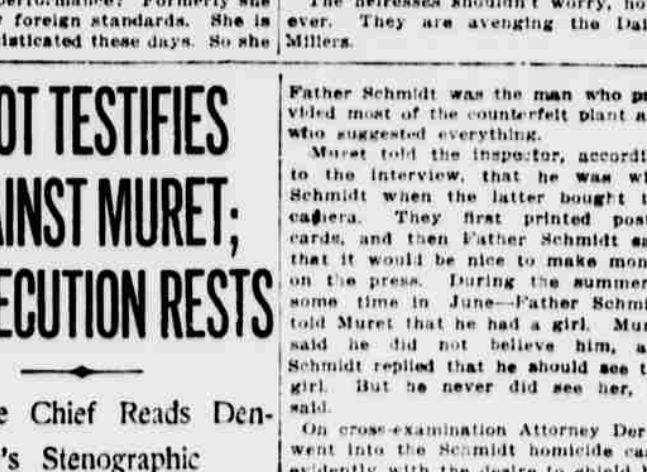 performance? Formerly she
foreign standards. She is
isticated these days. So she
OT TESTIFIES
AINST MURET;
ECUTION RESTS
e Chief Reads Den-
's Stenographic
The heiresses shouldn't worry, ho
ever. They are avenging the Dai
Millers.
Father Schmidt was the man who pr
vided most of the counterfeit plant a
who suggested everything.
Muret told the inspector, accordi
to the interview, that he was wi
Schmidt when the latter bought t
camera. They first printed post
cards, and then Father Schmidt sa
that it would be nice to make mon
on the press. During the summer
some time in June—Father Schmi
told Muret that he had a girl. Mur
said he did not believe him, a
Schmidt replied that he should see t
girl. But he never did see her,
said.
On cross-examination Attorney Der
went into the Schmidt homicide ca
evidently with the desire to shield